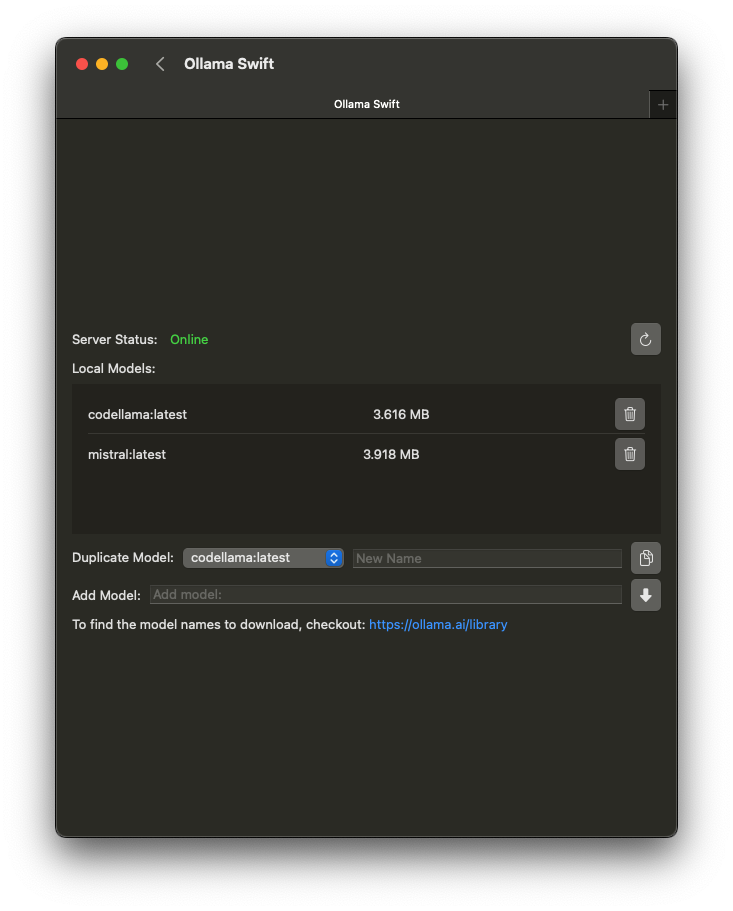 Ollama Swift
Ollama Swift
Server Status: Online
Local Models:
codellama:latest 3.616 MB
mistral:latest 3.918 MB
Duplicate Model: codellama:latest New Name
Add Model: Add model:
To find the model names to download, checkout: https://ollama.ai/library